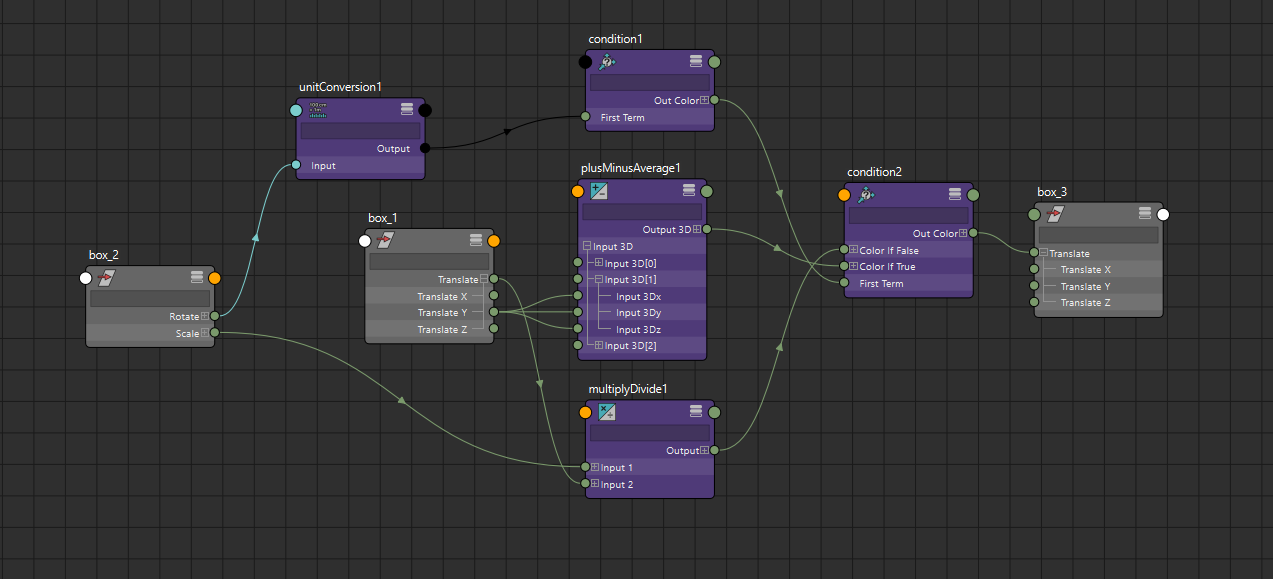 condition1
Out Color
First Term
unitConversion1
100 cm
= 1m
Output
Input
plusMinusAverage1
Output 3D
Input 3D
Input 3D[0]
Input 3D[1]
Input 3Dx
Input 3Dy
Input 3Dz
Input 3D[2]
condition2
Out Color
Color If False
Color If True
First Term
box_3
Translate
Translate X
Translate Y
Translate Z
box_1
Translate
Translate X
Translate Y
Translate Z
box_2
Rotate
Scale
multiplyDivide1
Output
Input 1
Input 2